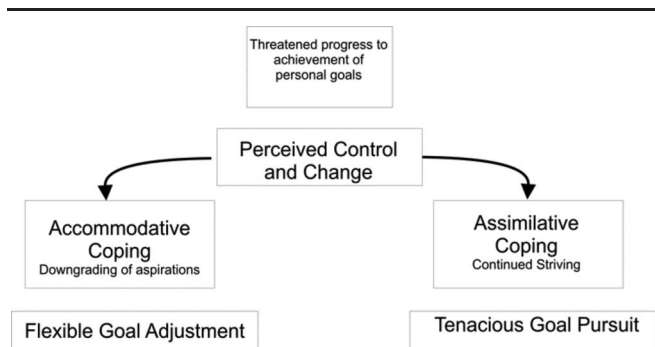 Threatened progress to
achievement of
personal goals
Perceived Control
and Change
Accommodative
Coping
Downgrading of aspirations
Assimilative
Coping
Continued Striving
Flexible Goal Adjustment
Tenacious Goal Pursuit